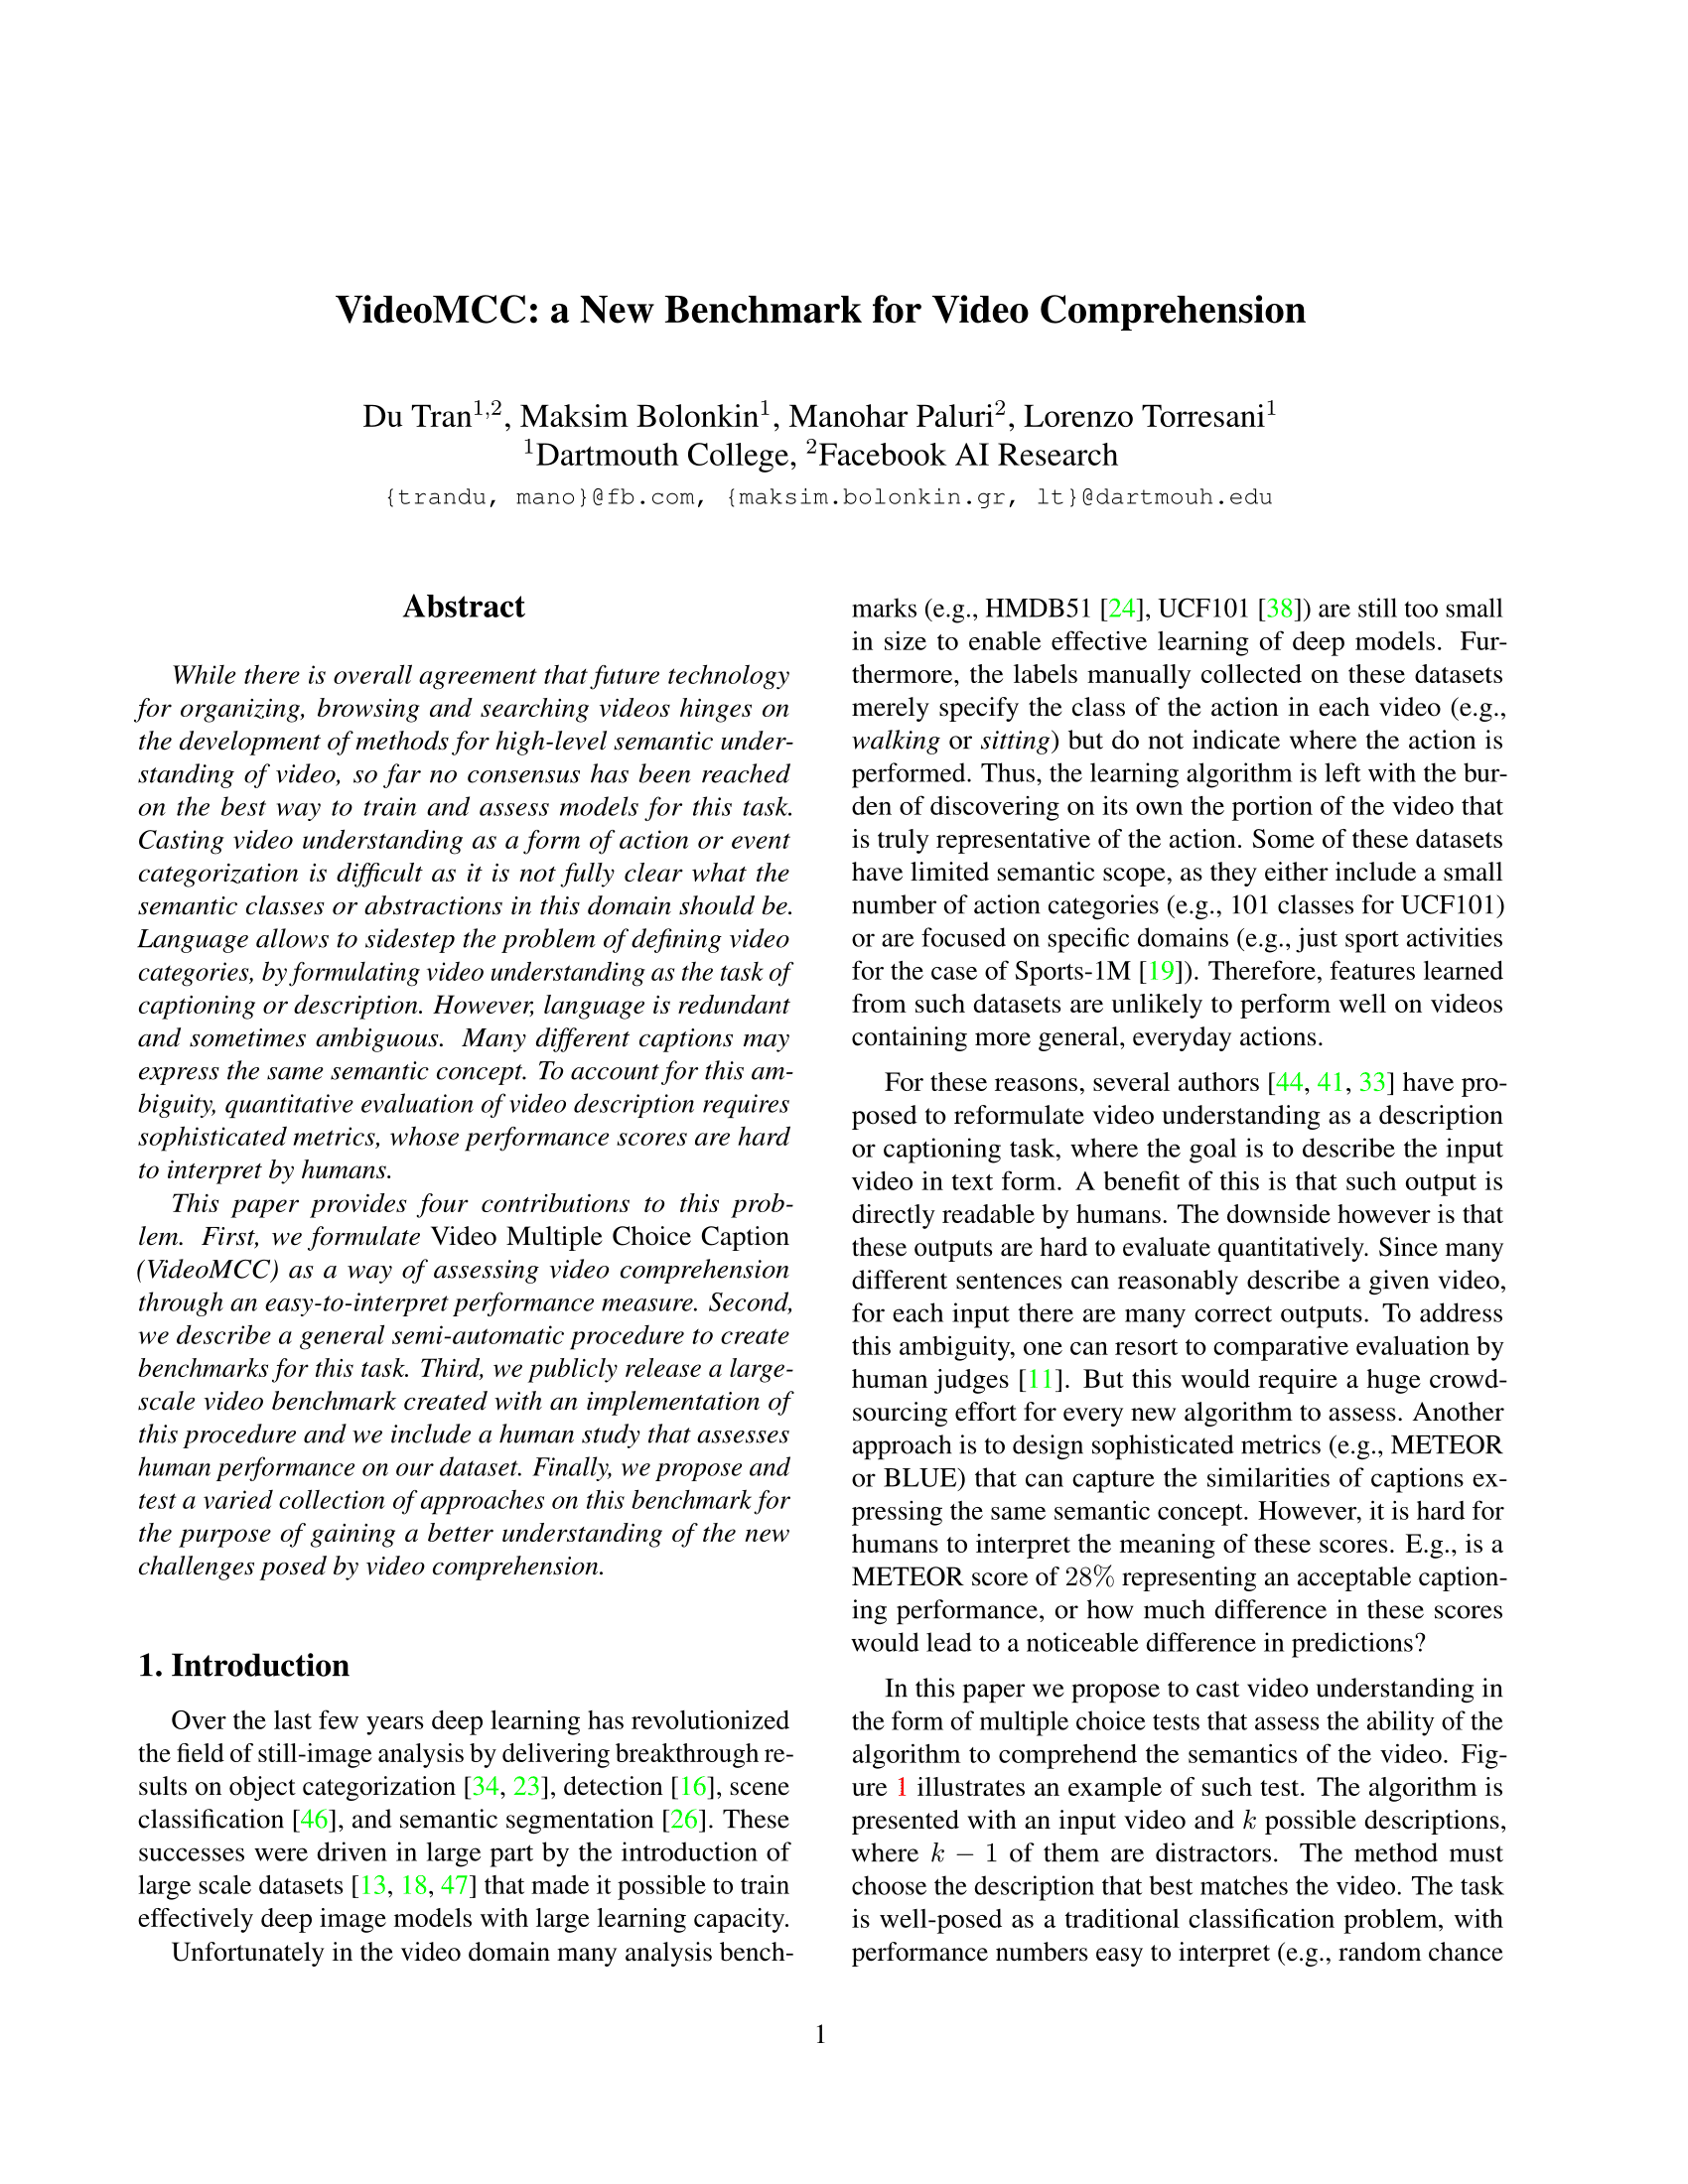 VideoMCC: a New Benchmark for Video Comprehension
Du Tran1,2, Maksim Bolonkin1, Manohar Paluri2, Lorenzo Torresani1
1Dartmouth College, 2Facebook AI Research
{trandu, mano}@fb.com, {maksim.bolonkin.gr, lt}@dartmouh.edu
Abstract
While there is overall agreement that future technology
for organizing, browsing and searching videos hinges on
the development of methods for high-level semantic under-
standing of video, so far no consensus has been reached
on the best way to train and assess models for this task.
Casting video understanding as a form of action or event
categorization is difficult as it is not fully clear what the
semantic classes or abstractions in this domain should be.
Language allows to sidestep the problem of defining video
categories, by formulating video understanding as the task of
captioning or description. However, language is redundant
and sometimes ambiguous. Many different captions may
express the same semantic concept. To account for this am-
biguity, quantitative evaluation of video description requires
sophisticated metrics, whose performance scores are hard
to interpret by humans.
This paper provides four contributions to this prob-
lem. First, we formulate Video Multiple Choice Caption
(VideoMCC) as a way of assessing video comprehension
through an easy-to-interpret performance measure. Second,
we describe a general semi-automatic procedure to create
benchmarks for this task. Third, we publicly release a large-
scale video benchmark created with an implementation of
this procedure and we include a human study that assesses
human performance on our dataset. Finally, we propose and
test a varied collection of approaches on this benchmark for
the purpose of gaining a better understanding of the new
challenges posed by video comprehension.
1. Introduction
Over the last few years deep learning has revolutionized
the field of still-image analysis by delivering breakthrough re-
sults on object categorization [34, 23], detection [16], scene
classification [46], and semantic segmentation [26]. These
successes were driven in large part by the introduction of
large scale datasets [13, 18, 47] that made it possible to train
effectively deep image models with large learning capacity.
Unfortunately in the video domain many analysis bench-
marks (e.g., HMDB51 [24], UCF101 [38]) are still too small
in size to enable effective learning of deep models. Fur-
thermore, the labels manually collected on these datasets
merely specify the class of the action in each video (e.g.,
walking or sitting) but do not indicate where the action is
performed. Thus, the learning algorithm is left with the bur-
den of discovering on its own the portion of the video that
is truly representative of the action. Some of these datasets
have limited semantic scope, as they either include a small
number of action categories (e.g., 101 classes for UCF101)
or are focused on specific domains (e.g., just sport activities
for the case of Sports-1M [19]). Therefore, features learned
from such datasets are unlikely to perform well on videos
containing more general, everyday actions.
For these reasons, several authors [44, 41, 33] have pro-
posed to reformulate video understanding as a description
or captioning task, where the goal is to describe the input
video in text form. A benefit of this is that such output is
directly readable by humans. The downside however is that
these outputs are hard to evaluate quantitatively. Since many
different sentences can reasonably describe a given video,
for each input there are many correct outputs. To address
this ambiguity, one can resort to comparative evaluation by
human judges [11]. But this would require a huge crowd-
sourcing effort for every new algorithm to assess. Another
approach is to design sophisticated metrics (e.g., METEOR
or BLUE) that can capture the similarities of captions ex-
pressing the same semantic concept. However, it is hard for
humans to interpret the meaning of these scores. E.g., is a
METEOR score of 28% representing an acceptable caption-
ing performance, or how much difference in these scores
would lead to a noticeable difference in predictions?
In this paper we propose to cast video understanding in
the form of multiple choice tests that assess the ability of the
algorithm to comprehend the semantics of the video. Fig-
ure 1 illustrates an example of such test. The algorithm is
presented with an input video and k possible descriptions,
where k − 1 of them are distractors. The method must
choose the description that best matches the video. The task
is well-posed as a traditional classification problem, with
performance numbers easy to interpret (e.g., random chance
1